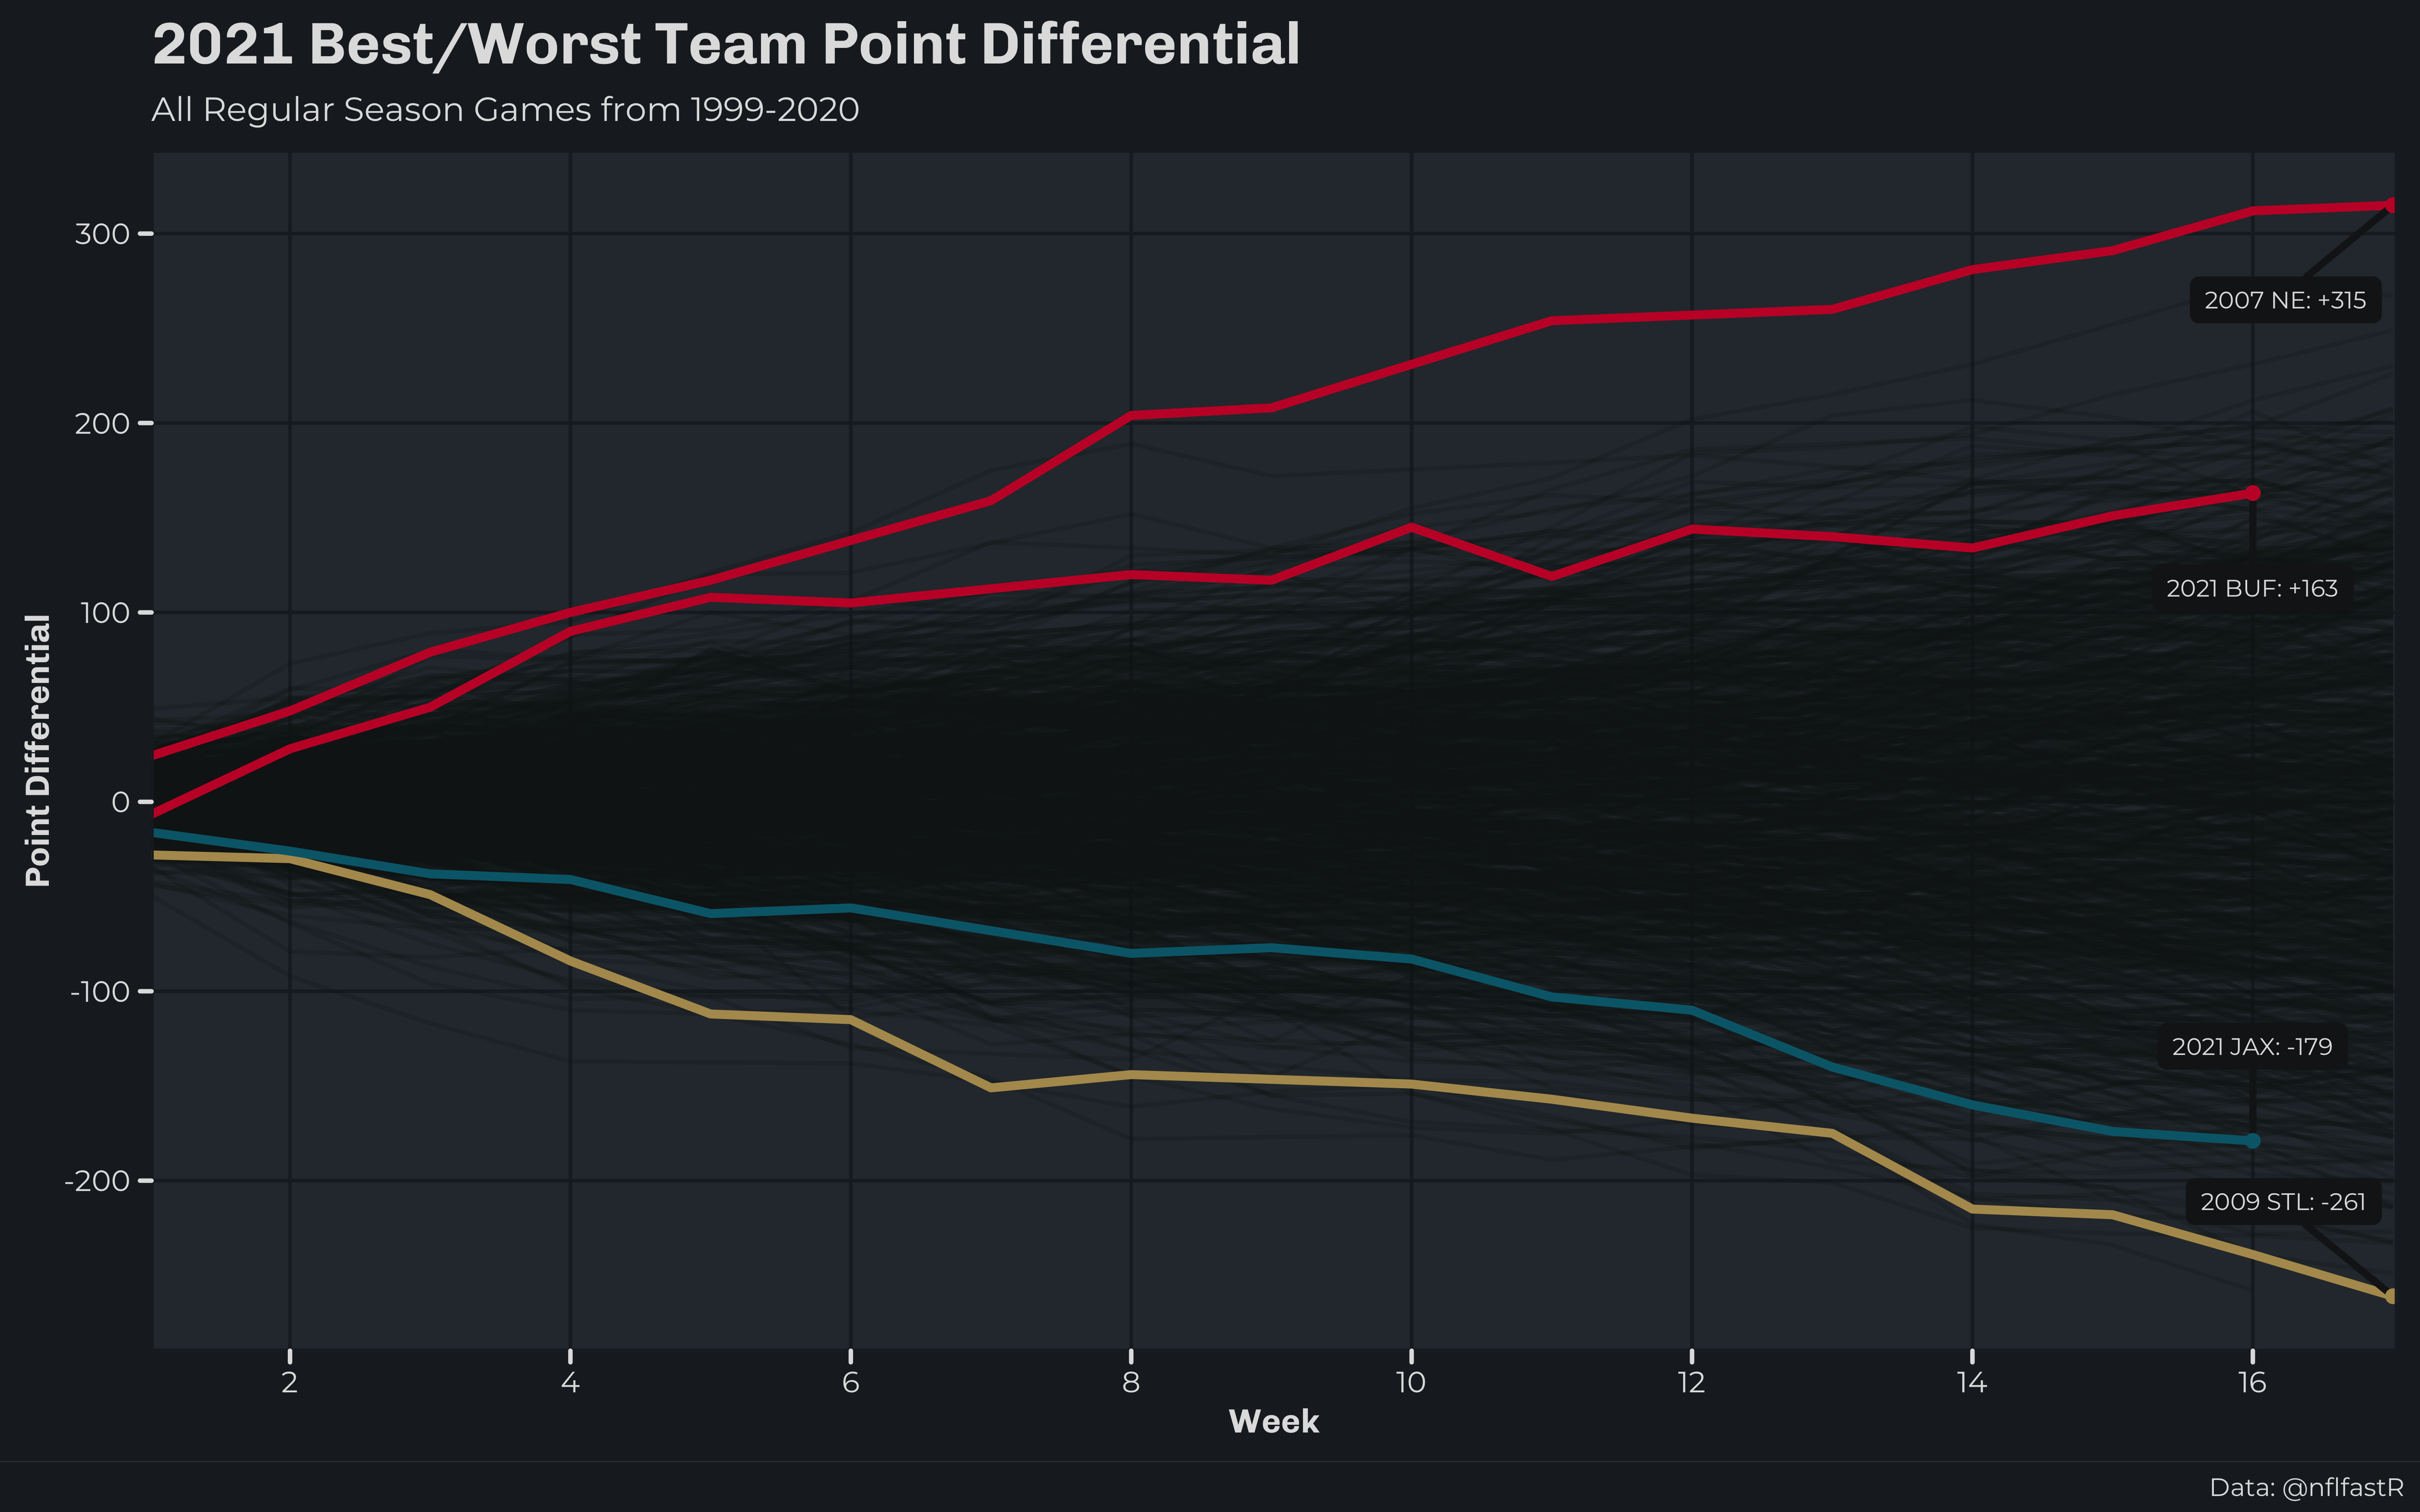 2021 Best/Worst Team Point Differential
All Regular Season Games from 1999-2020
Point Differential
300
200
100
0
-100
-200
2007 NE: +315
2021 BUF: +163
2021 JAX: -179
2009 STL: -261
2
4
6
8
10
12
14
16
Week
Data: @nflfastR